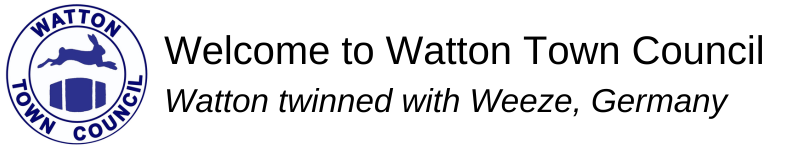 WATTON
TOWN COUNCIL
Welcome to Watton Town Council
Watton twinned with Weeze, Germany